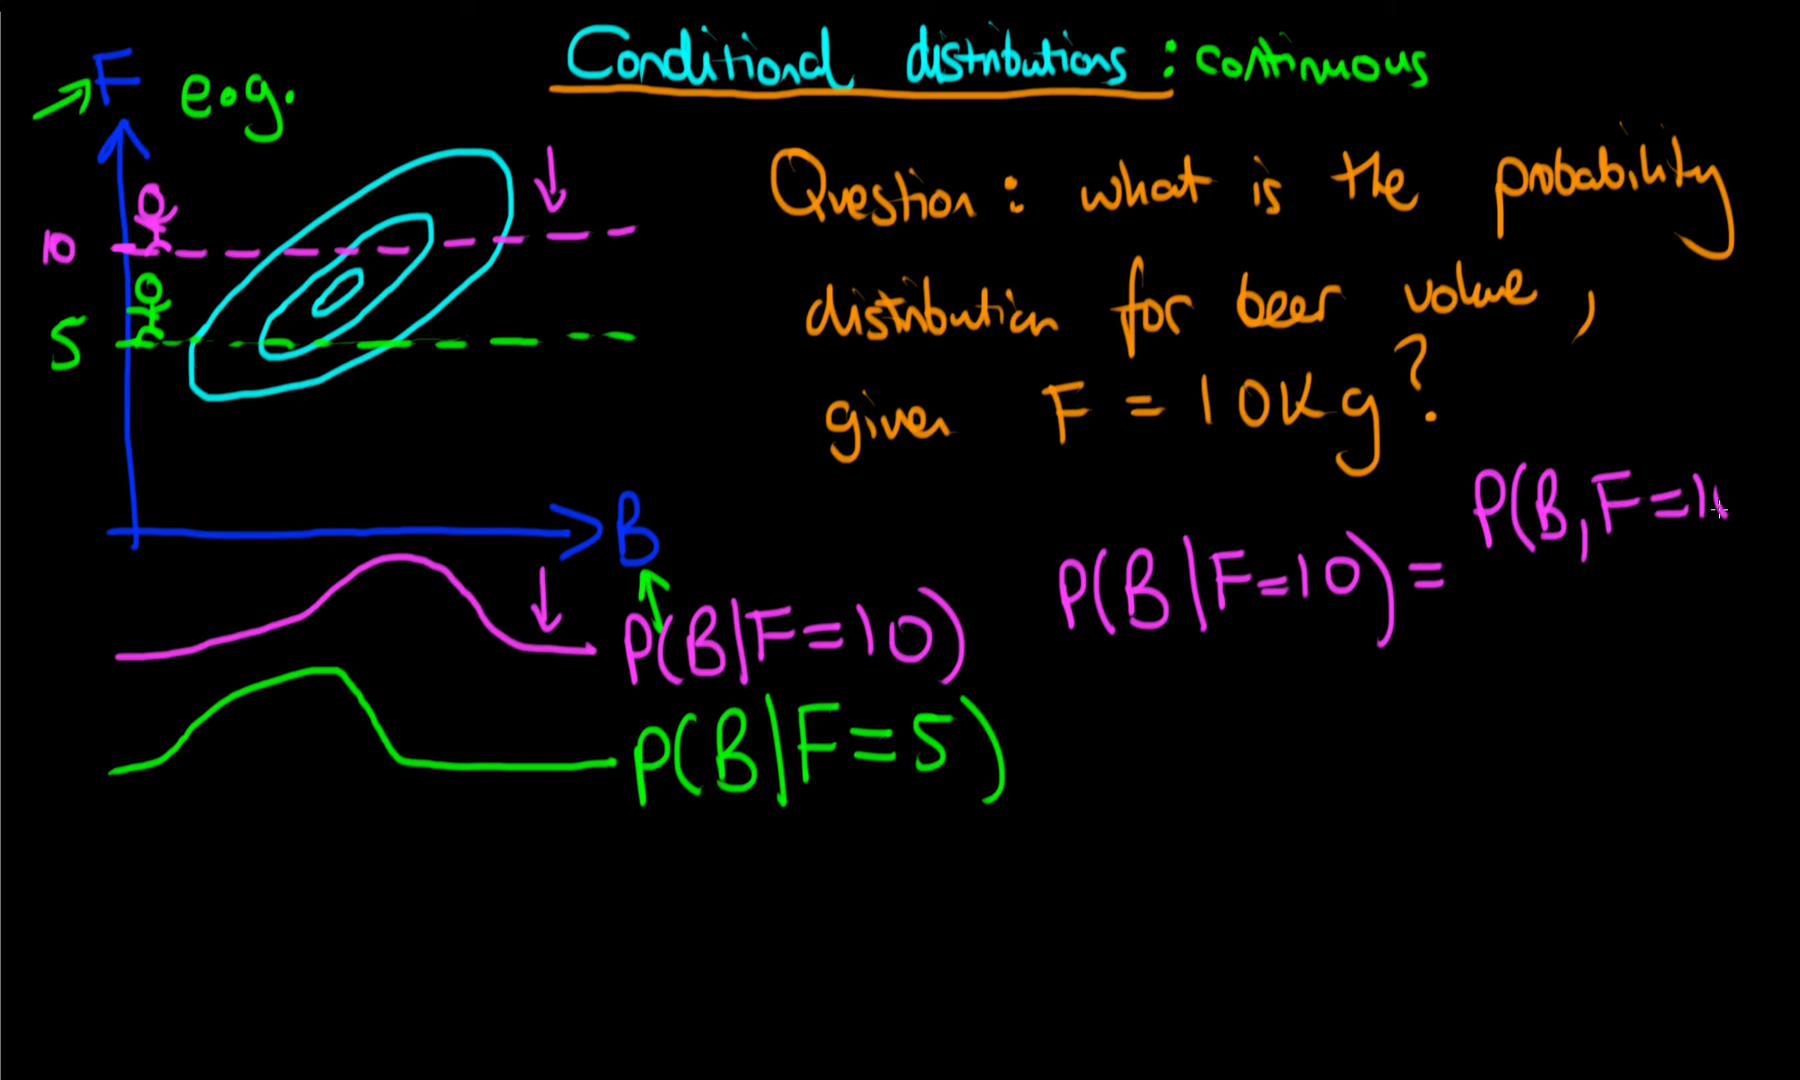 Conditional distributions : continuous
F e.g.
Question: what is the probability
distribution for beer volume,
given F = 10Kg?
10
5
B
P(B|F=10) = P(B,F=1
P(B|F=10)
P(B|F=5)